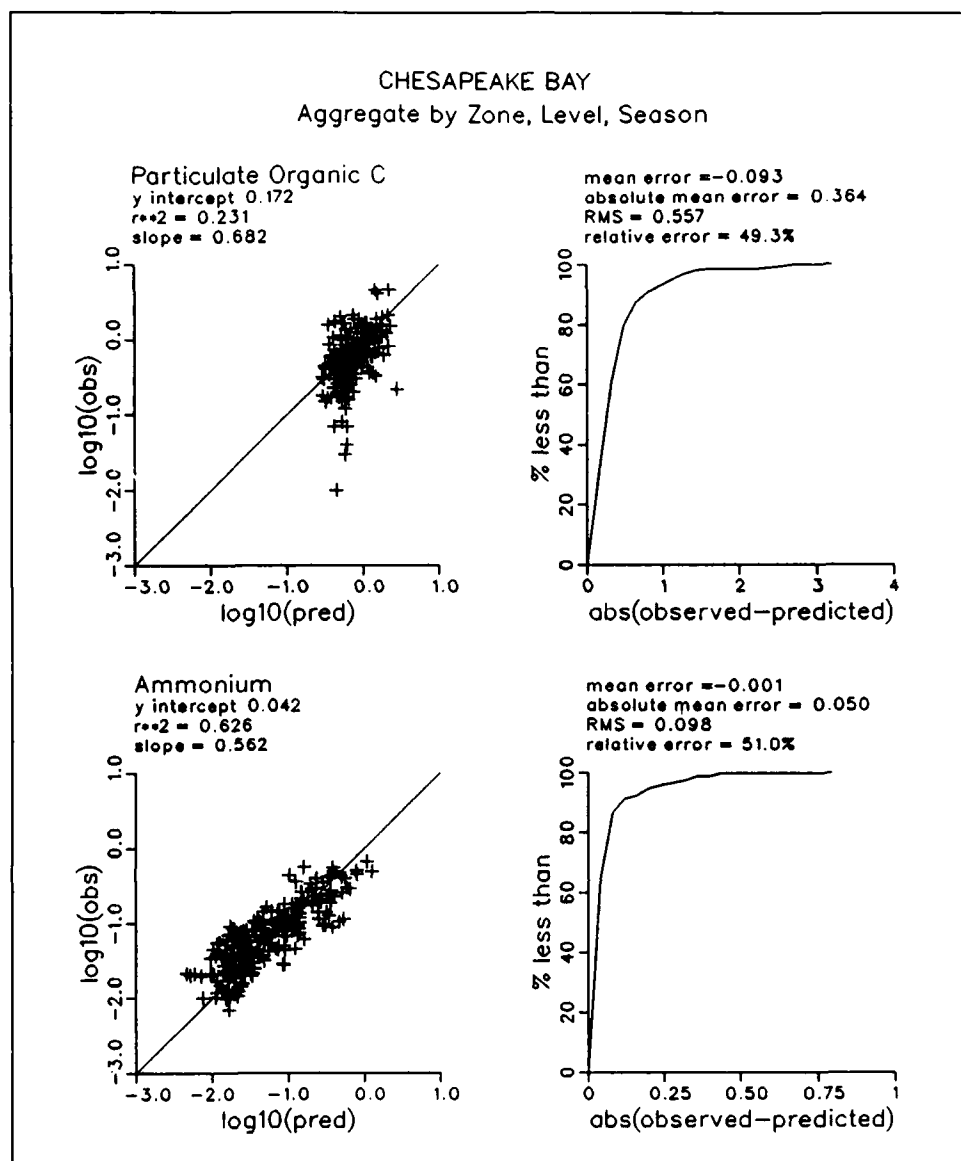 CHESAPEAKE BAY
Aggregate by Zone, Level, Season
Particulate Organic C
y intercept 0.172
r**2 = 0.231
slope = 0.682
1.0
0.0
-1.0
-2.0
-3.0
log10(obs)
-3.0 -2.0 -1.0 0.0 1.0
log10(pred)
mean error =-0.093
absolute mean error = 0.364
RMS = 0.557
relative error = 49.3%
100
80
60
40
20
0
% less than
0 1 2 3 4
abs(observed-predicted)
Ammonium
y intercept 0.042
r**2 = 0.626
slope = 0.562
1.0
0.0
-1.0
-2.0
-3.0
log10(obs)
-3.0 -2.0 -1.0 0.0 1.0
log10(pred)
mean error =-0.001
absolute mean error = 0.050
RMS = 0.098
relative error = 51.0%
100
80
60
40
20
0
% less than
0 0.25 0.50 0.75 1
abs(observed-predicted)